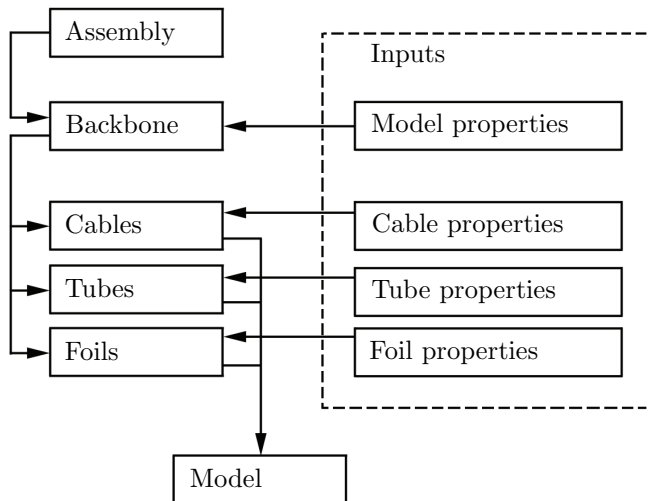 Assembly
Inputs
Backbone
Model properties
Cables
Cable properties
Tubes
Tube properties
Foils
Foil properties
Model